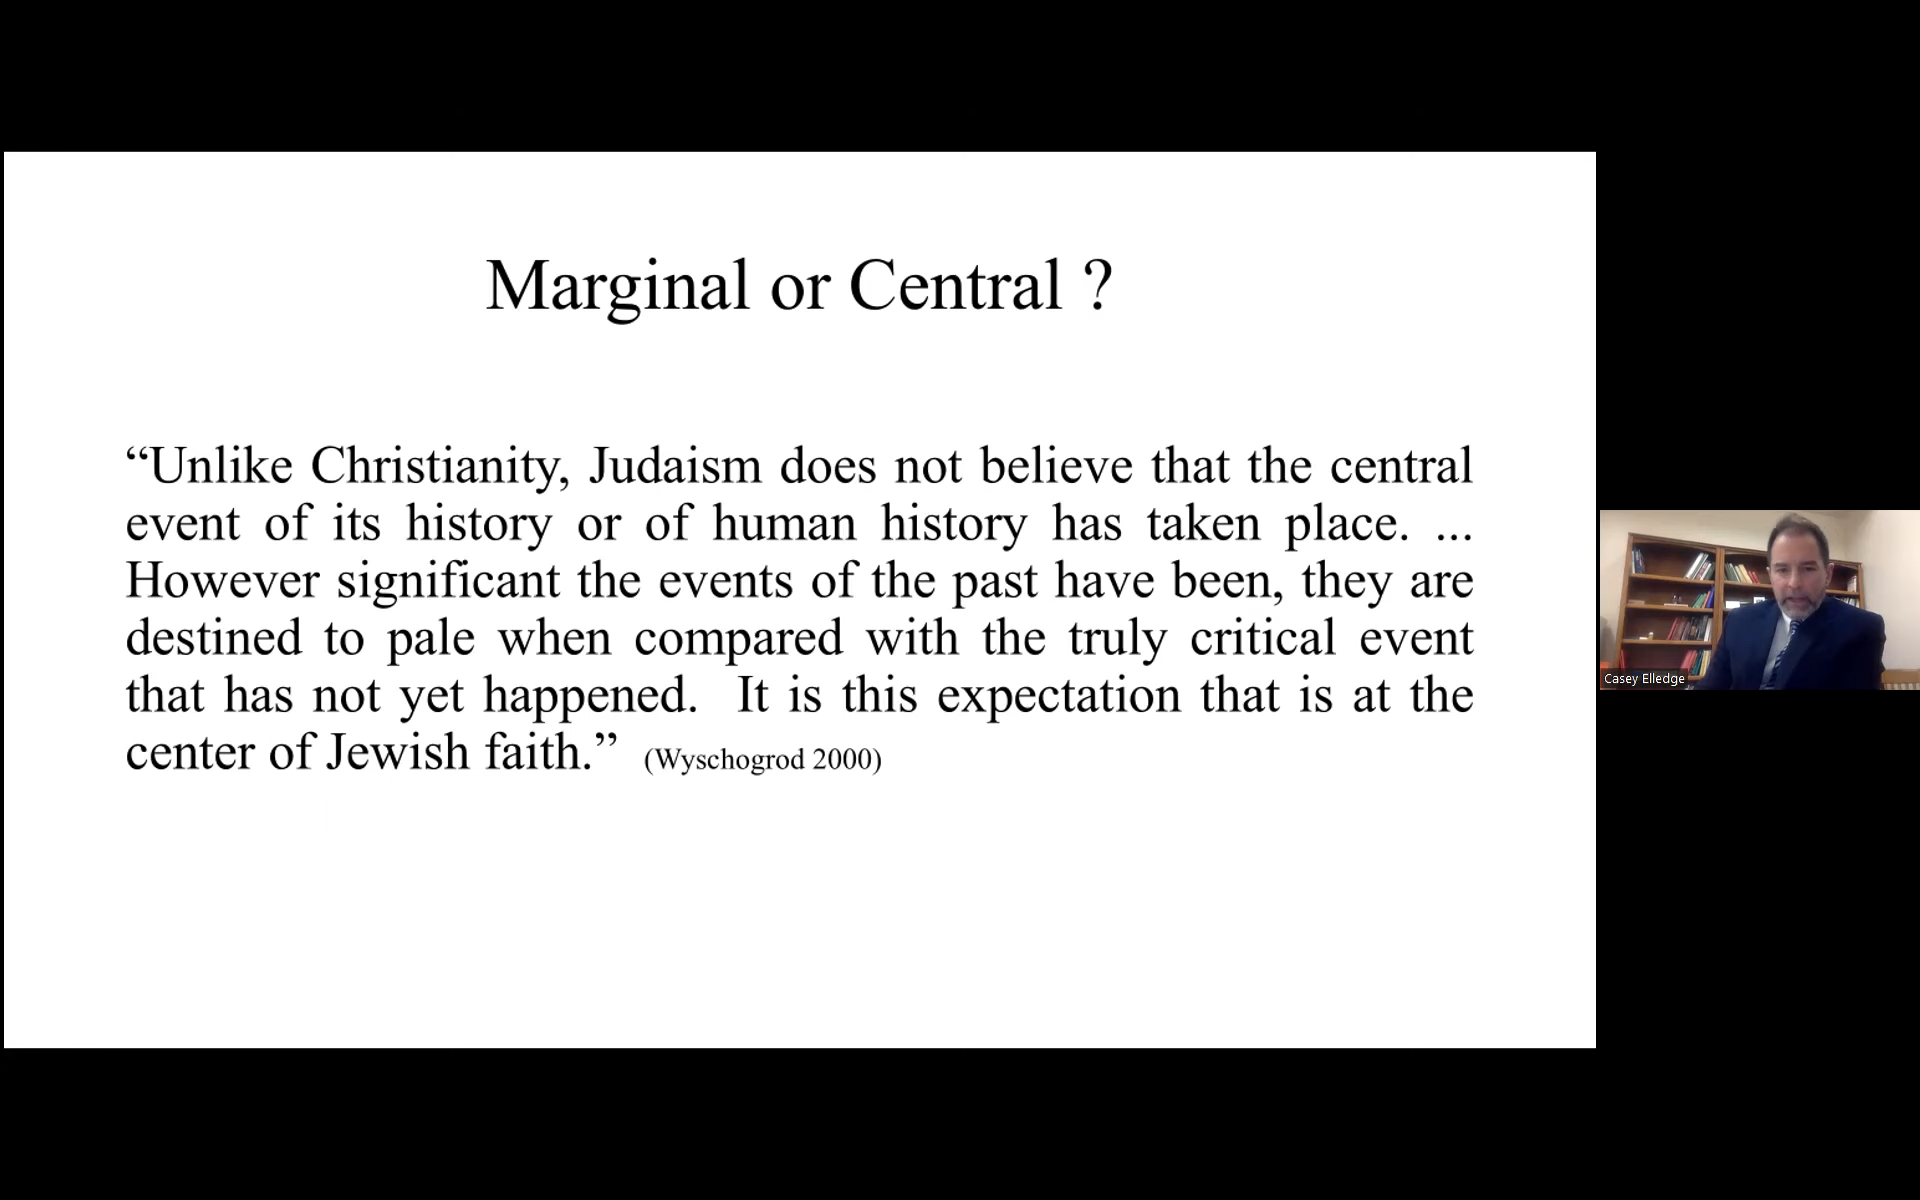 Marginal or Central ?
“Unlike Christianity, Judaism does not believe that the central
event of its history or of human history has taken place. ...
However significant the events of the past have been, they are
destined to pale when compared with the truly critical event
that has not yet happened.  It is this expectation that is at the
center of Jewish faith.”  (Wyschogrod 2000)
Casey Elledge